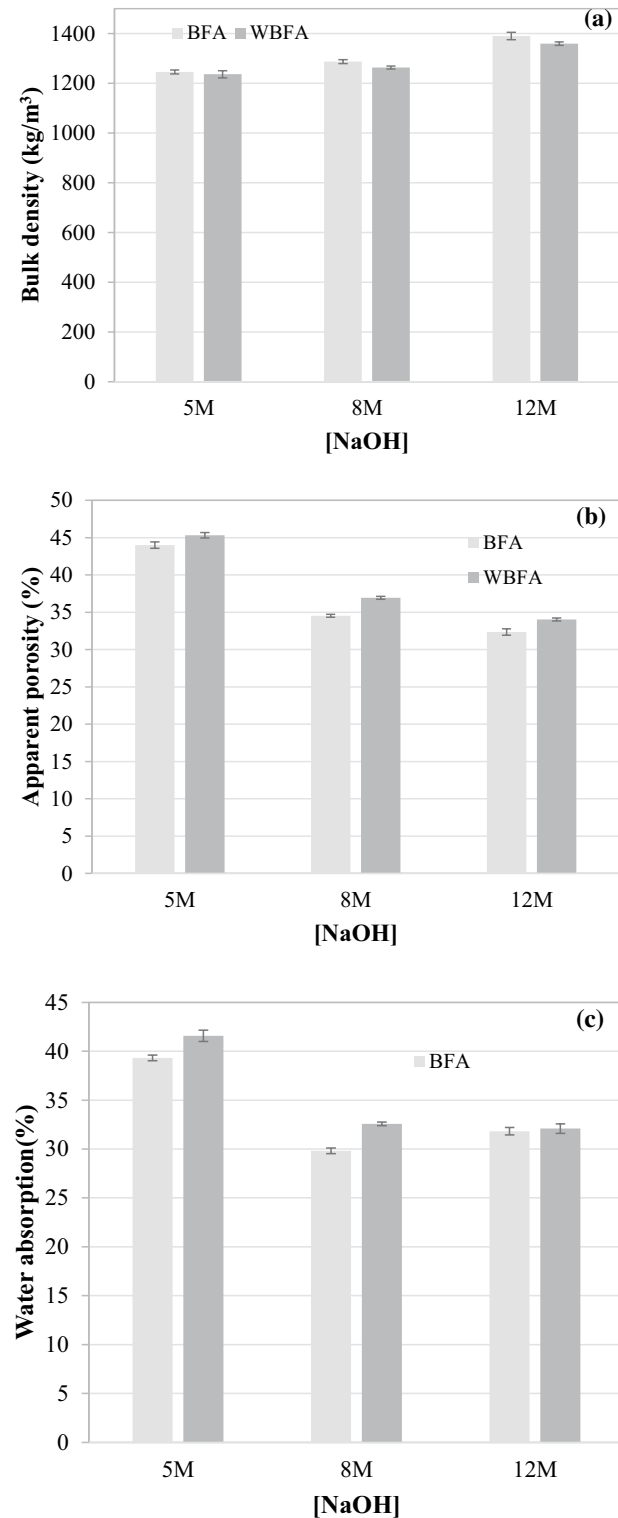 (a)
BFA WBFA
1400
1200
1000
800
600
400
200
0
Bulk density (kg/m³)
5M 8M 12M
[NaOH]
(b)
BFA
WBFA
50
45
40
35
30
25
20
15
10
5
0
Apparent porosity (%)
5M 8M 12M
[NaOH]
(c)
BFA
45
40
35
30
25
20
15
10
5
0
Water absorption(%)
5M 8M 12M
[NaOH]